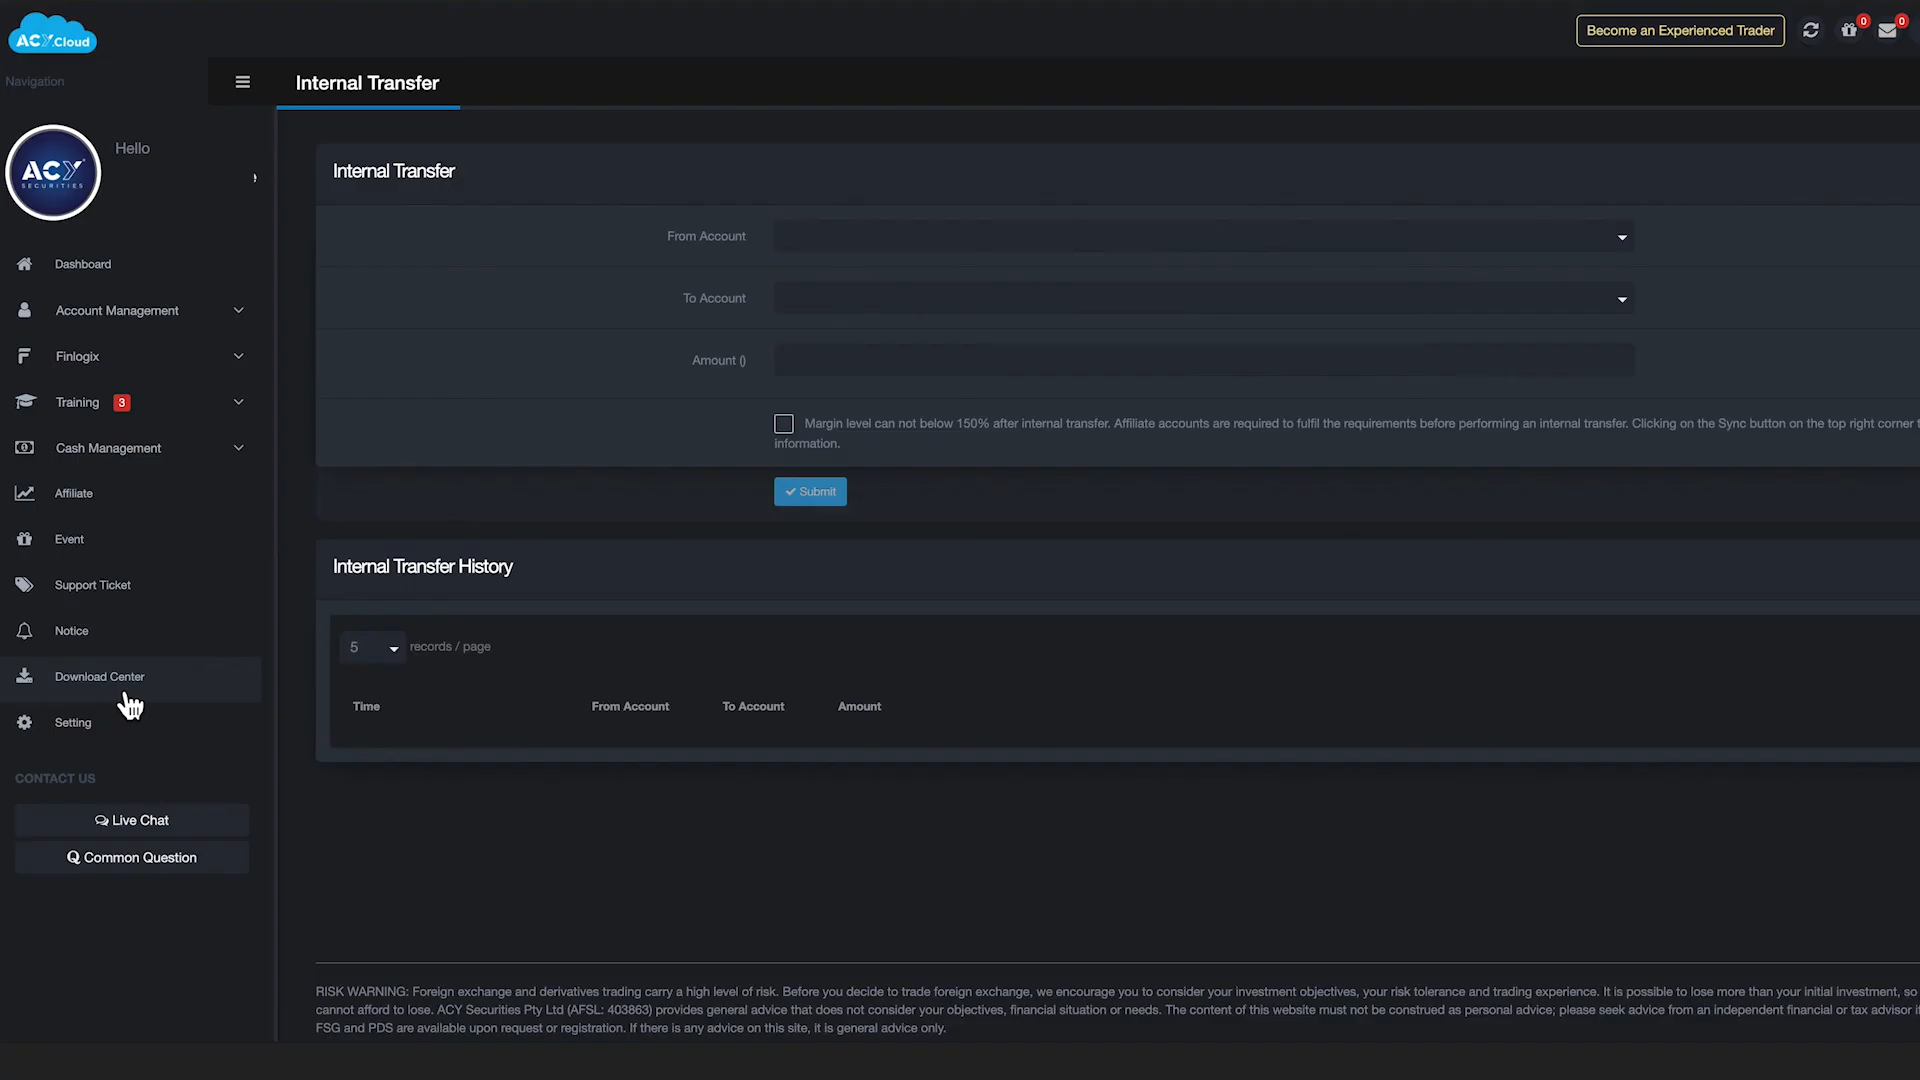 ACY.Cloud
Become an Experienced Trader
0
0
Navigation
Internal Transfer
ACY
SECURITIES
Hello
Internal Transfer
From Account
To Account
Amount ()
Margin level can not below 150% after internal transfer. Affiliate accounts are required to fulfil the requirements before performing an internal transfer. Clicking on the Sync button on the top right corner
information.
Submit
Dashboard
Account Management
Finlogix
Training 3
Cash Management
Affiliate
Event
Support Ticket
Notice
Download Center
Setting
CONTACT US
Live Chat
Common Question
Internal Transfer History
5 records / page
Time From Account To Account Amount
RISK WARNING: Foreign exchange and derivatives trading carry a high level of risk. Before you decide to trade foreign exchange, we encourage you to consider your investment objectives, your risk tolerance and trading experience. It is possible to lose more than your initial investment, so
cannot afford to lose. ACY Securities Pty Ltd (AFSL: 403863) provides general advice that does not consider your objectives, financial situation or needs. The content of this website must not be construed as personal advice; please seek advice from an independent financial or tax advisor
FSG and PDS are available upon request or registration. If there is any advice on this site, it is general advice only.